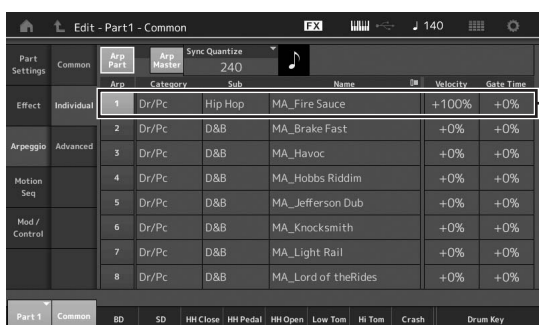 Edit - Part1 - Common FX ♩ 140
Part Settings Common Arp Part Arp Master Sync Quantize 240
Arp Category Sub Name Velocity Gate Time
Effect Individual 1 Dr/Pc Hip Hop MA_Fire Sauce +100% +0%
2 Dr/Pc D&B MA_Brake Fast +0% +0%
Arpeggio Advanced 3 Dr/Pc D&B MA_Havoc +0% +0%
Motion Seq 4 Dr/Pc D&B MA_Hobbs Riddim +0% +0%
5 Dr/Pc D&B MA_Jefferson Dub +0% +0%
Mod / Control 6 Dr/Pc D&B MA_Knocksmith +0% +0%
7 Dr/Pc D&B MA_Light Rail +0% +0%
8 Dr/Pc D&B MA_Lord of theRides +0% +0%
Part 1 Common BD SD HH Close HH Pedal HH Open Low Tom Hi Tom Crash Drum Key